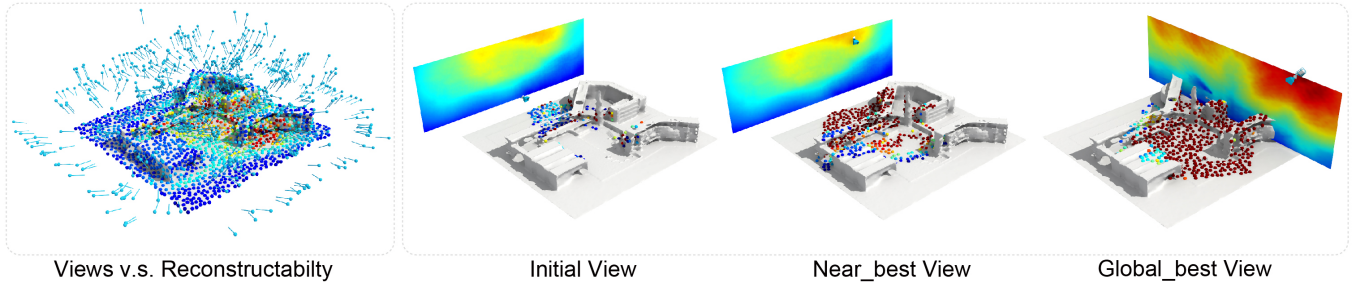 Views v.s. Reconstructabilty
Initial View
Near_best View
Global_best View